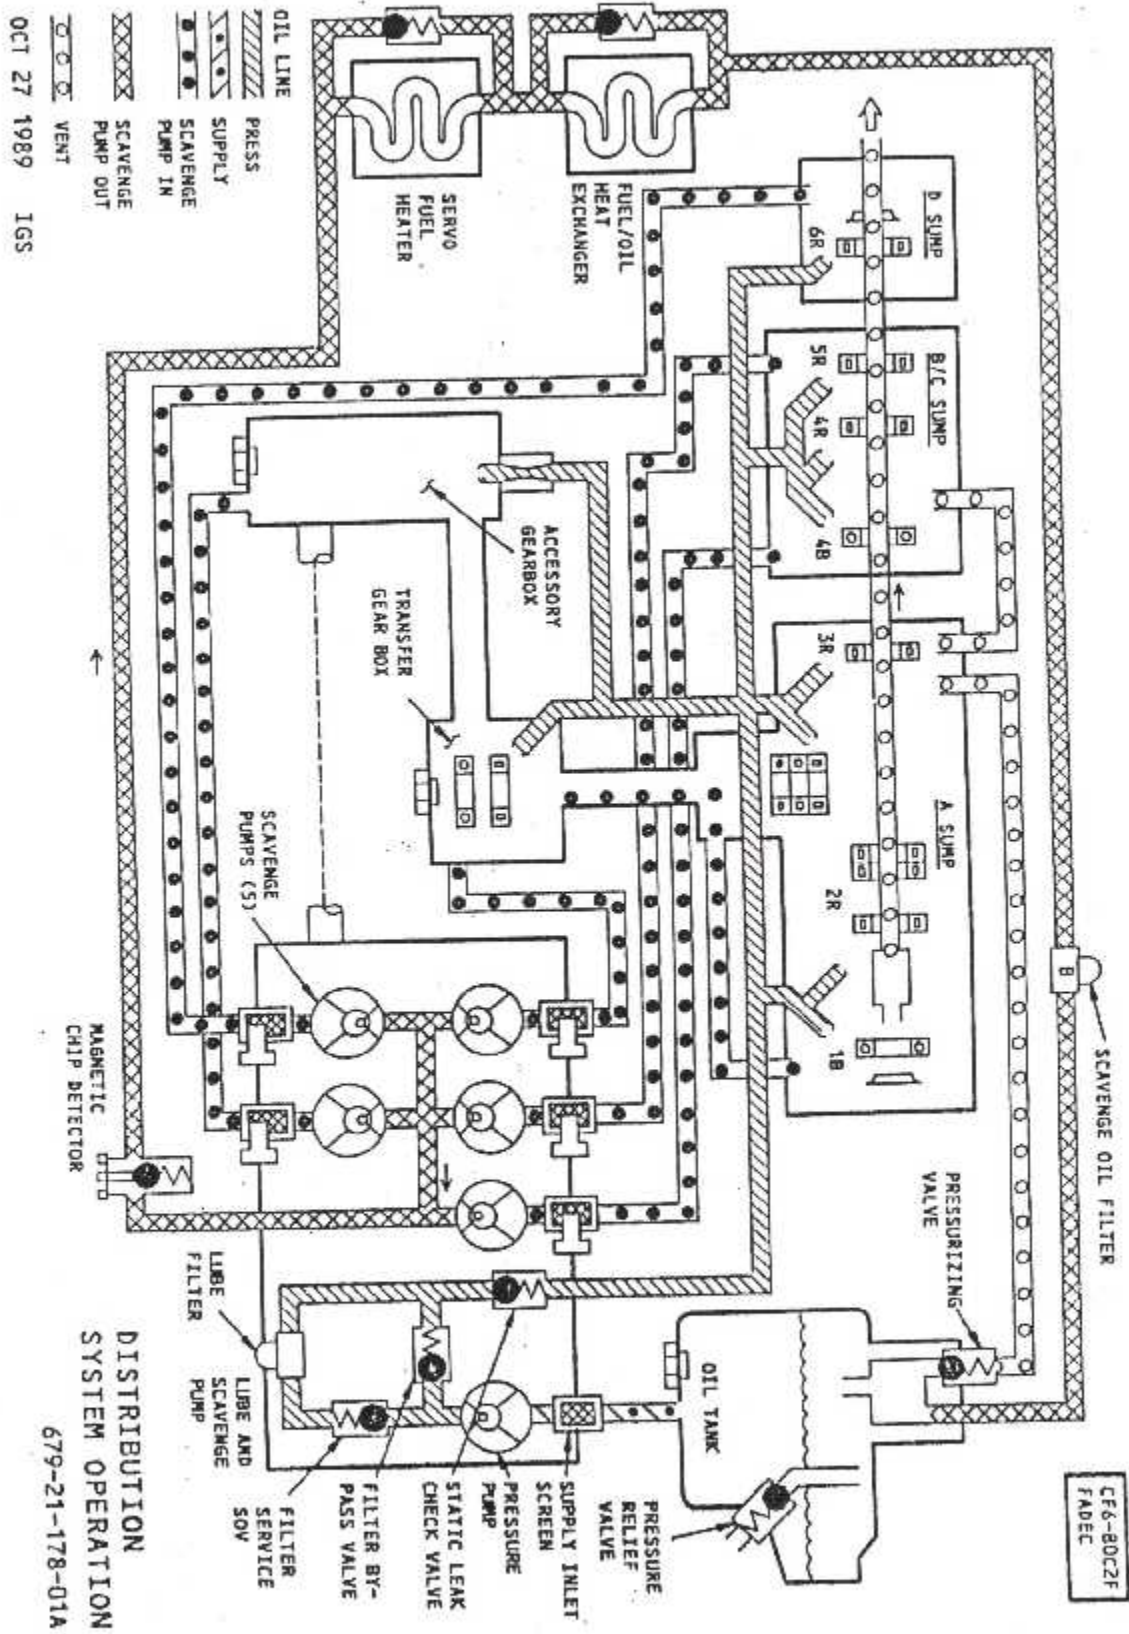 CF6-80C2F
FADEC
D SUMP
6R
B/C SUMP
5R
4R
4B
A SUMP
3R
2R
1B
B
SCAVENGE OIL FILTER
PRESSURIZING
VALVE
FUEL/OIL
HEAT
EXCHANGER
SERVO
FUEL
HEATER
ACCESSORY
GEARBOX
TRANSFER
GEAR BOX
SCAVENGE
PUMPS (5)
MAGNETIC
CHIP DETECTOR
OIL TANK
PRESSURE
RELIEF
VALVE
SUPPLY INLET
SCREEN
PRESSURE
PUMP
STATIC LEAK
CHECK VALVE
FILTER BY-
PASS VALVE
FILTER
SERVICE
SOV
LUBE AND
SCAVENGE
PUMP
LUBE
FILTER
OIL LINE
PRESS
SUPPLY
SCAVENGE
PUMP IN
SCAVENGE
PUMP OUT
VENT
OCT 27 1989 IGS
DISTRIBUTION
SYSTEM OPERATION
679-21-178-01A